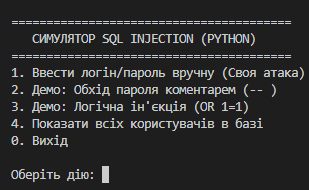 ========================================
СИМУЛЯТОР SQL INJECTION (PYTHON)
========================================
1. Ввести логін/пароль вручну (Своя атака)
2. Демо: Обхід пароля коментарем (-- )
3. Демо: Логічна ін'єкція (OR 1=1)
4. Показати всіх користувачів в базі
0. Вихід
Оберіть дію: